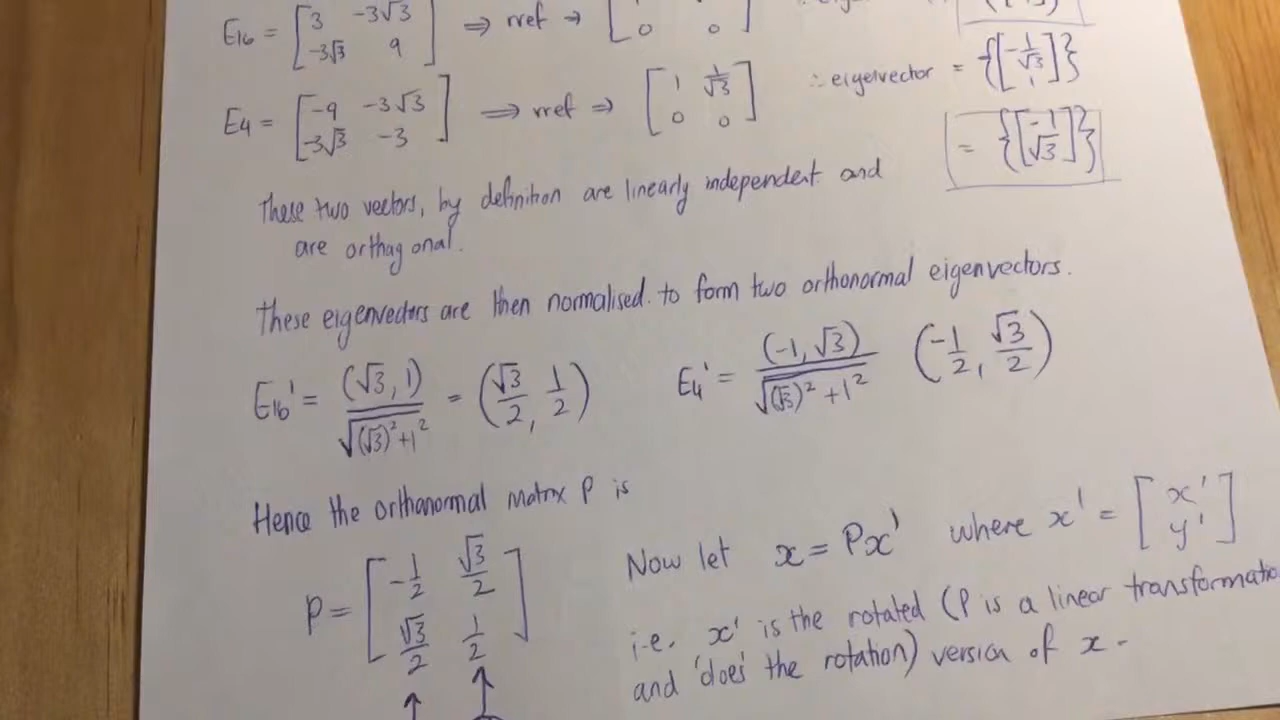 E16 = [3 -3√3 ; -3√3 9] ⇒ rref → [ 0 0]
E4 = [-9 -3√3 ; -3√3 -3] ⇒ rref ⇒ [1 1/√3 ; 0 0] ∴ eigenvector = {[-1/√3 ; 1]}
= {[-1 ; √3]}
These two vectors, by definition are linearly independent and
are orthagonal.
These eigenvectors are then normalised. to form two orthonormal eigenvectors.
E16' = (√3, 1) / √((√3)²+1²) = (√3/2, 1/2) E4' = (-1, √3) / √((√3)²+1²) (-1/2, √3/2)
Hence the orthanormal matrix P is
P = [-1/2 √3/2 ; √3/2 1/2]
Now let x = Px' where x' = [x' ; y']
i.e. x' is the rotated (P is a linear transformatio
and 'does' the rotation) version of x.